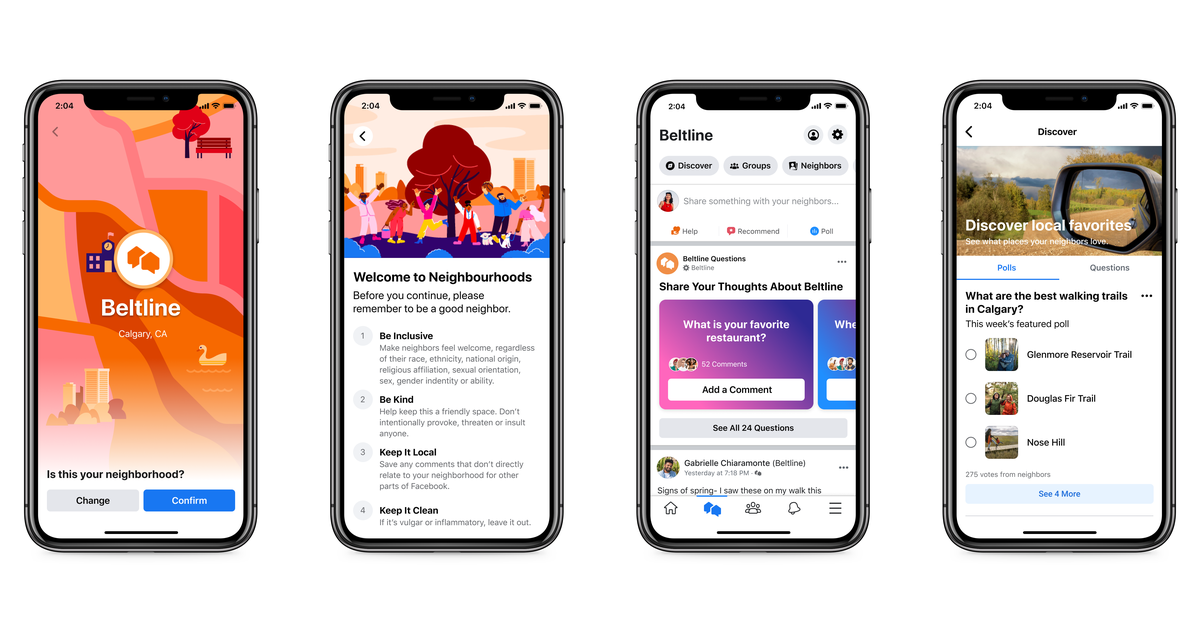 2:04
Beltline
Calgary, CA
Is this your neighborhood?
Change
Confirm
2:04
Welcome to Neighbourhoods
Before you continue, please
remember to be a good neighbor.
1
Be Inclusive
Make neighbors feel welcome, regardless
of their race, ethnicity, national origin,
religious affiliation, sexual orientation,
sex, gender indentity or ability.
2
Be Kind
Help keep this a friendly space. Don't
intentionally provoke, threaten or insult
anyone.
3
Keep It Local
Save any comments that don't directly
relate to your neighborhood for other
parts of Facebook.
4
Keep It Clean
If it's vulgar or inflammatory, leave it out.
2:04
Beltline
Discover
Groups
Neighbors
Share something with your neighbors...
Help
Recommend
Poll
Beltline Questions
Beltline
Share Your Thoughts About Beltline
What is your favorite
restaurant?
52 Comments
Add a Comment
Whe
See All 24 Questions
Gabrielle Chiaramonte (Beltline)
Yesterday at 7:18 PM ·
Signs of spring- I saw these on my walk this
2:04
Discover
Discover local favorites
See what places your neighbors love.
Polls
Questions
What are the best walking trails
in Calgary?
This week's featured poll
Glenmore Reservoir Trail
Douglas Fir Trail
Nose Hill
275 votes from neighbors
See 4 More